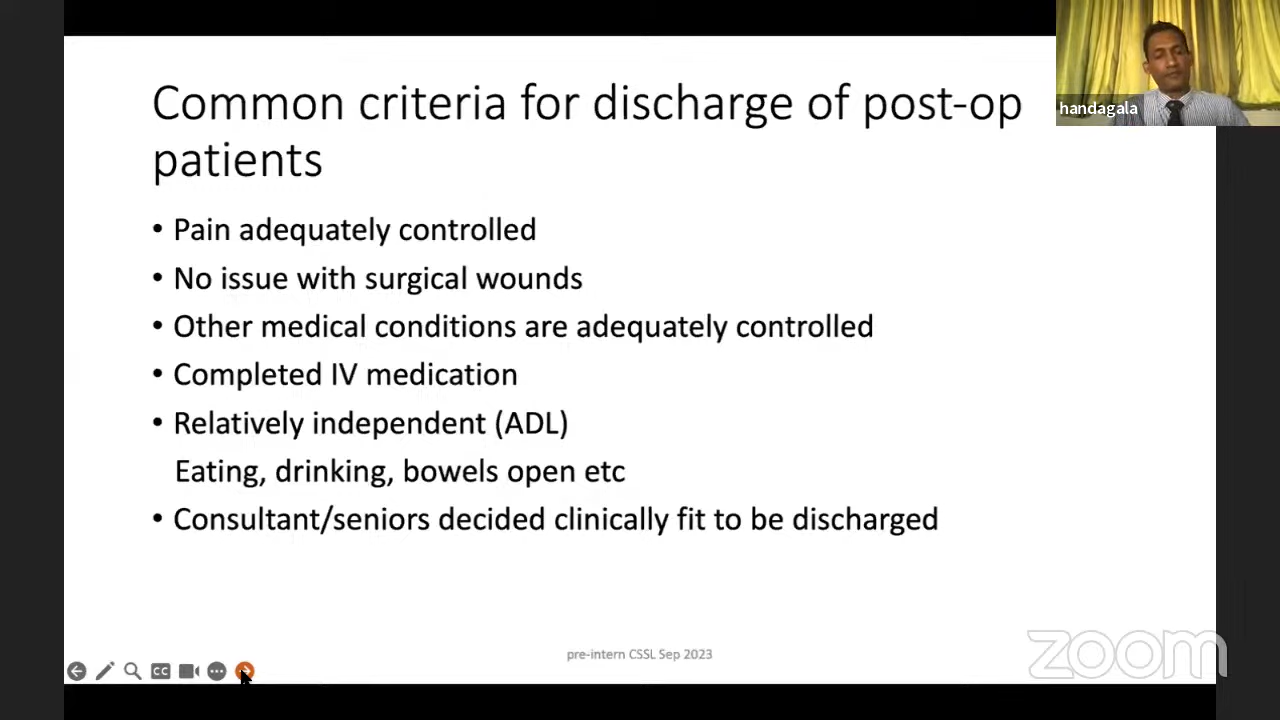 Common criteria for discharge of post-op
patients
handagala
• Pain adequately controlled
• No issue with surgical wounds
• Other medical conditions are adequately controlled
• Completed IV medication
• Relatively independent (ADL)
Eating, drinking, bowels open etc
• Consultant/seniors decided clinically fit to be discharged
pre-intern CSSL Sep 2023
zoom
CC